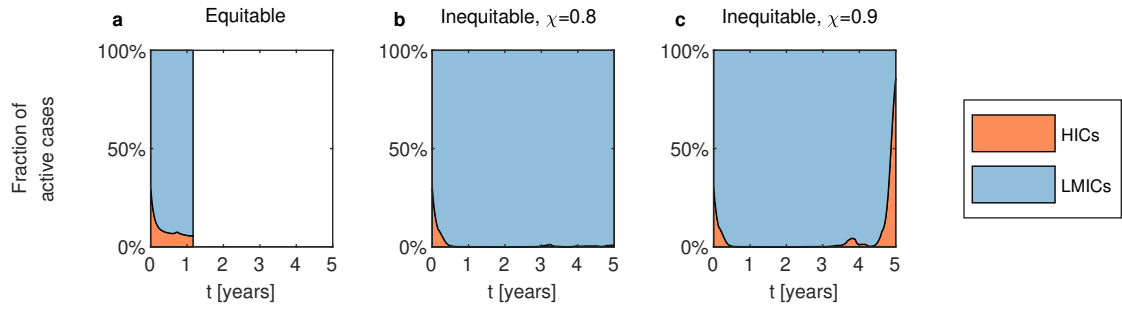 a Equitable
b Inequitable, χ=0.8
c Inequitable, χ=0.9
Fraction of
active cases
100%
50%
0%
0 1 2 3 4 5
t [years]
100%
50%
0%
0 1 2 3 4 5
t [years]
100%
50%
0%
0 1 2 3 4 5
t [years]
HICs
LMICs